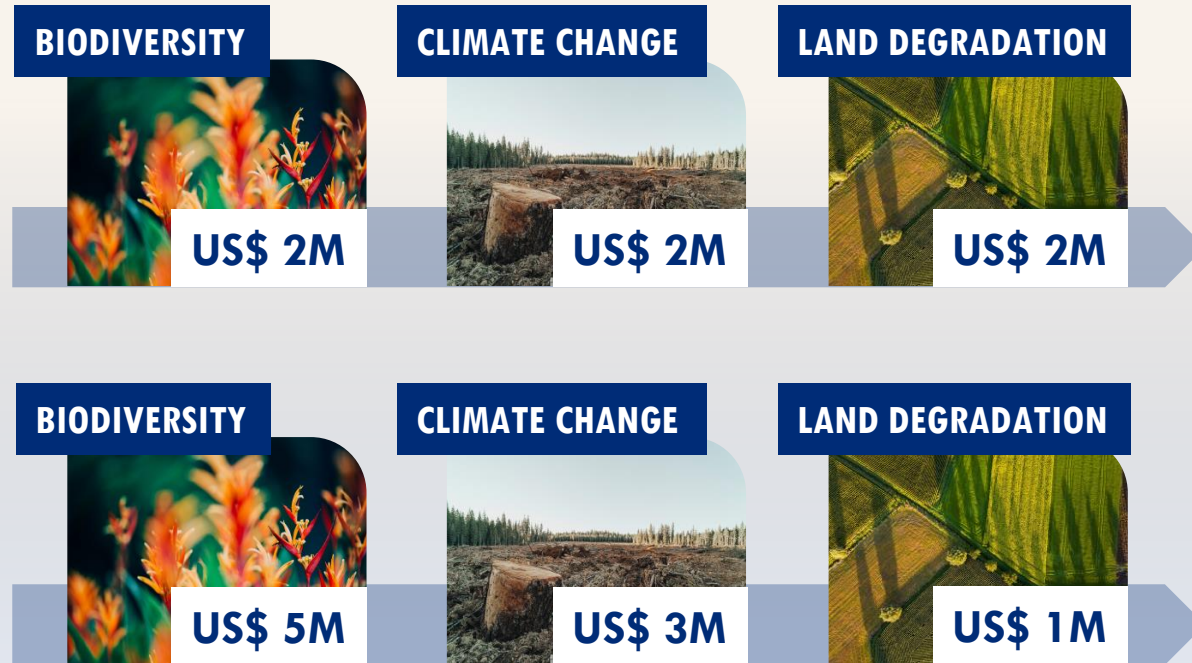 BIODIVERSITY
CLIMATE CHANGE
LAND DEGRADATION
US$ 2M
US$ 2M
US$ 2M
BIODIVERSITY
CLIMATE CHANGE
LAND DEGRADATION
US$ 5M
US$ 3M
US$ 1M